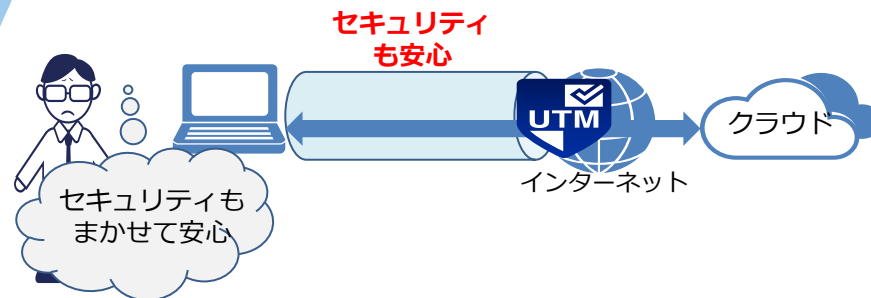 セキュリティ
も安心
UTM
クラウド
インターネット
セキュリティも
まかせて安心